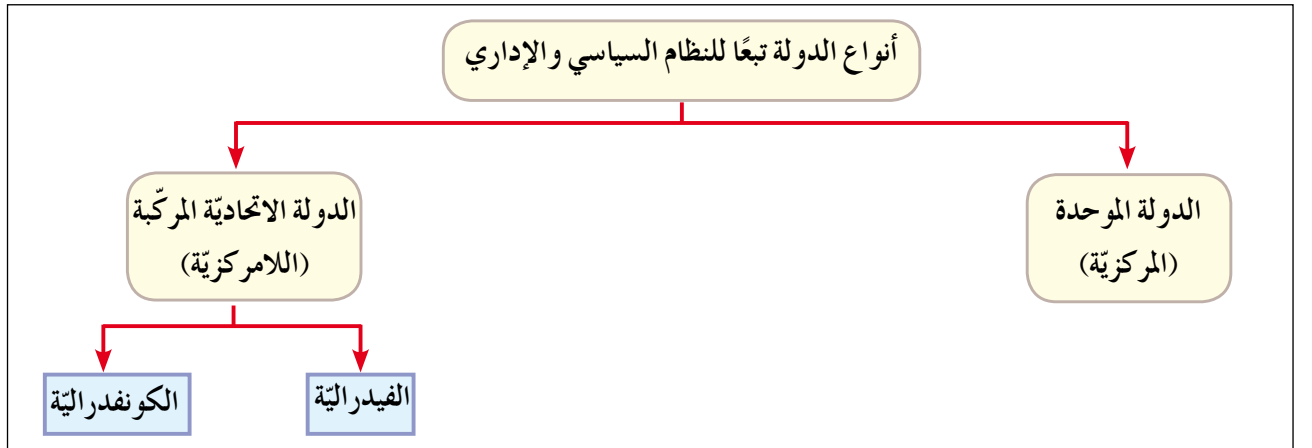 أنواع الدولة تبعًا للنظام السياسي والإداري
الدولة الموحدة
(المركزيّة)
الدولة الاتحاديّة المركّبة
(اللامركزيّة)
الفيدراليّة
الكونفدراليّة